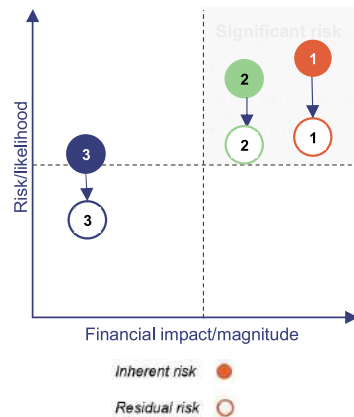 Significant risk
1
2
3
2
1
3
Risk/likelihood
Financial impact/magnitude
Inherent risk
Residual risk